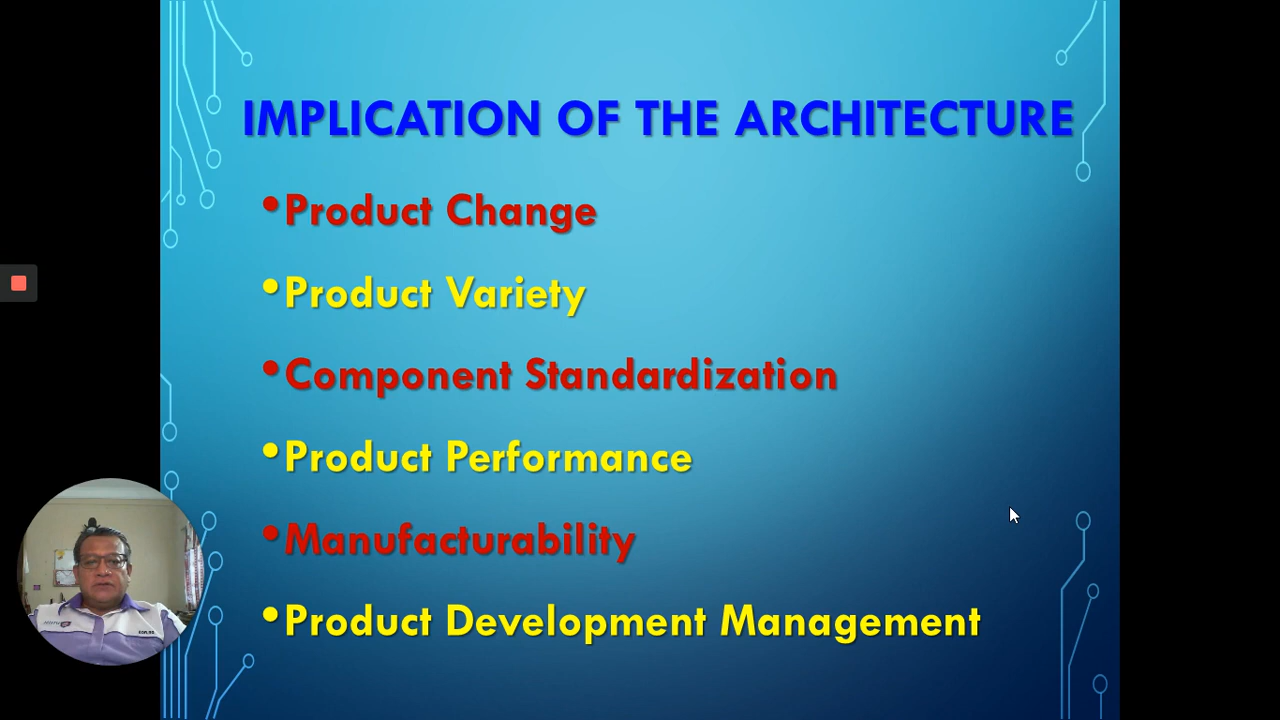 IMPLICATION OF THE ARCHITECTURE
•Product Change
•Product Variety
•Component Standardization
•Product Performance
•Manufacturability
•Product Development Management